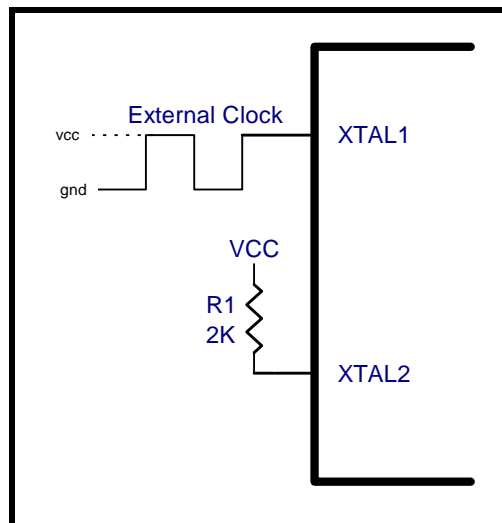 External Clock
vcc
XTAL1
gnd
VCC
R1
2K
XTAL2